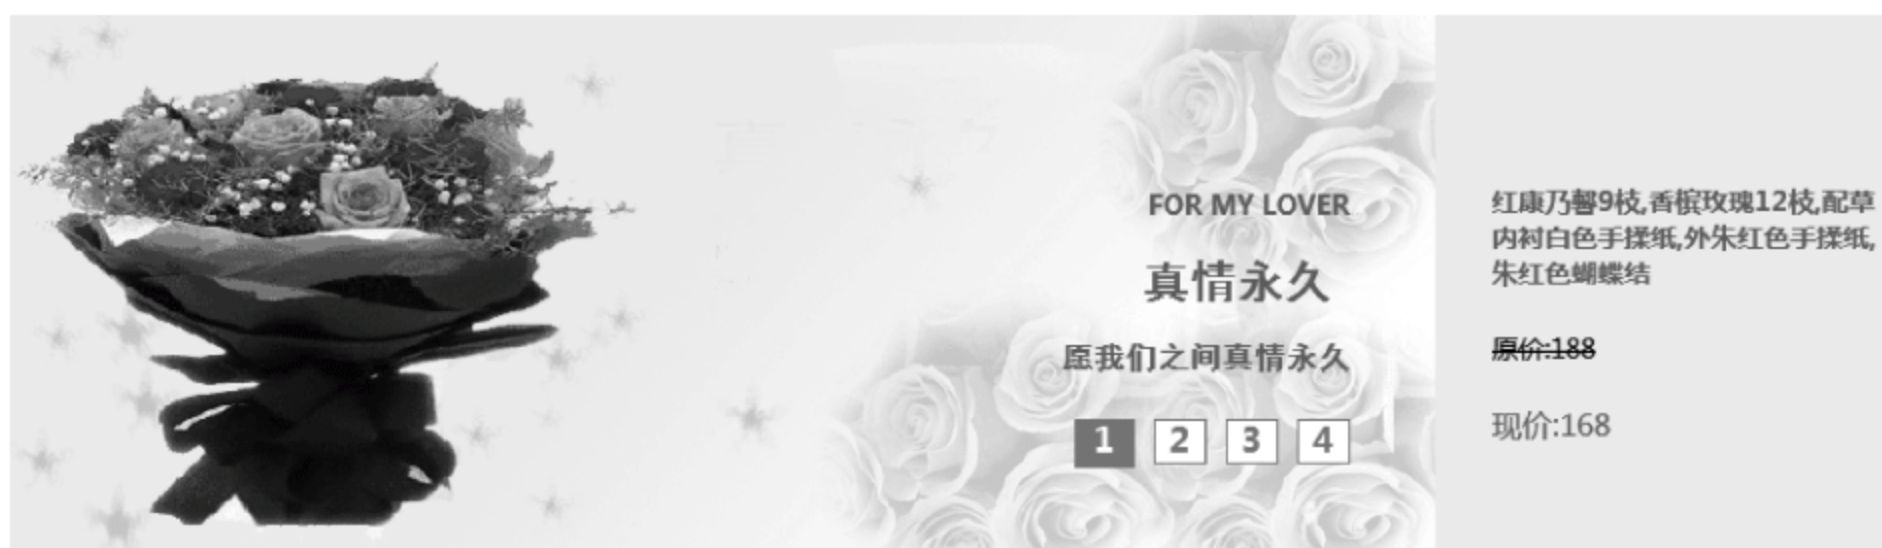 FOR MY LOVER
真情永久
愿我们之间真情永久
1 2 3 4
红康乃馨9枝,香槟玫瑰12枝,配草
内衬白色手揉纸,外朱红色手揉纸,
朱红色蝴蝶结
原价:188
现价:168